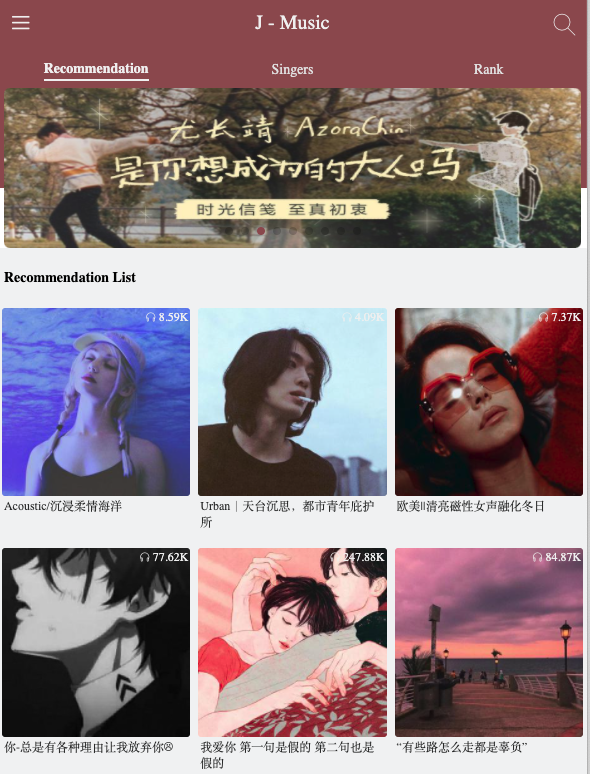 J - Music
Recommendation
Singers
Rank
尤长靖 AzoraChin
是你想成为的大人吗
时光信笺 至真初衷
Recommendation List
8.59K
4.09K
7.37K
Acoustic/沉浸柔情海洋
Urban｜天台沉思，都市青年庇护
所
欧美||清亮磁性女声融化冬日
77.62K
247.88K
84.87K
你-总是有各种理由让我放弃你®
我爱你 第一句是假的 第二句也是
假的
“有些路怎么走都是辜负”